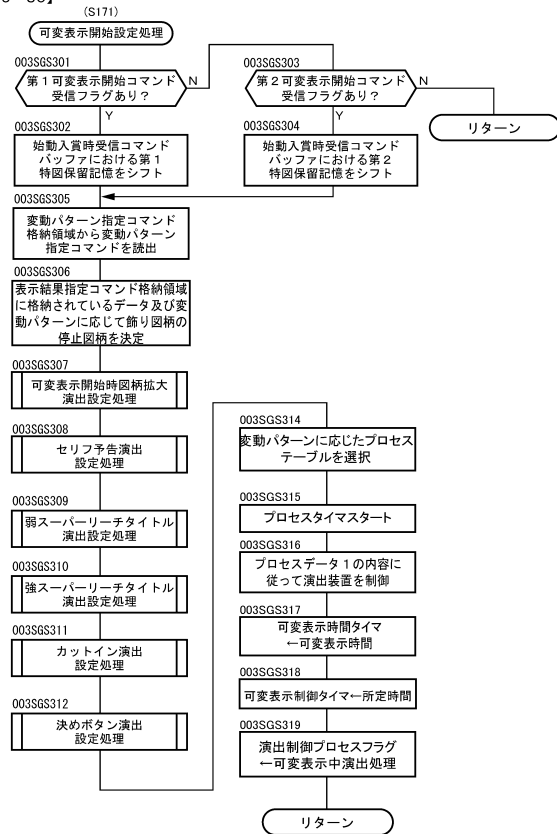 (S171)
可変表示開始設定処理
003SGS301
第1可変表示開始コマンド
受信フラグあり?
N
Y
003SGS303
第2可変表示開始コマンド
受信フラグあり?
N
Y
リターン
003SGS302
始動入賞時受信コマンド
バッファにおける第1
特図保留記憶をシフト
003SGS304
始動入賞時受信コマンド
バッファにおける第2
特図保留記憶をシフト
003SGS305
変動パターン指定コマンド
格納領域から変動パターン
指定コマンドを読出
003SGS306
表示結果指定コマンド格納領域
に格納されているデータ及び変
動パターンに応じて飾り図柄の
停止図柄を決定
003SGS307
可変表示開始時図柄拡大
演出設定処理
003SGS308
セリフ予告演出
設定処理
003SGS309
弱スーパーリーチタイトル
演出設定処理
003SGS310
強スーパーリーチタイトル
演出設定処理
003SGS311
カットイン演出
設定処理
003SGS312
決めボタン演出
設定処理
003SGS314
変動パターンに応じたプロセス
テーブルを選択
003SGS315
プロセスタイマスタート
003SGS316
プロセスデータ1の内容に
従って演出装置を制御
003SGS317
可変表示時間タイマ
←可変表示時間
003SGS318
可変表示制御タイマ←所定時間
003SGS319
演出制御プロセスフラグ
←可変表示中演出処理
リターン